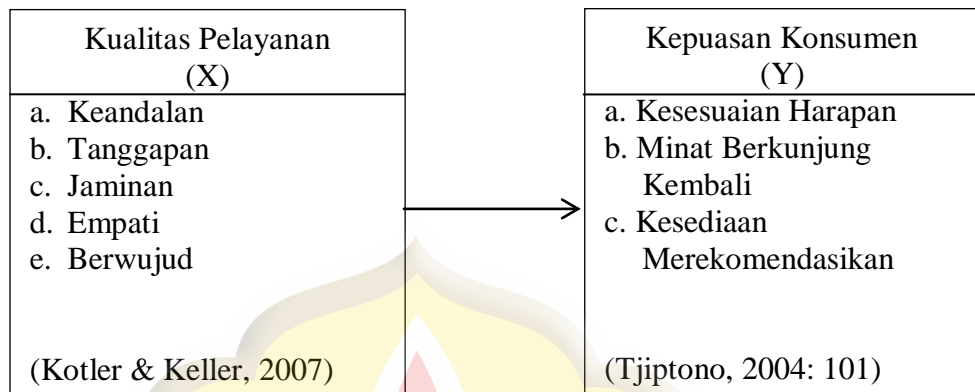 Kualitas Pelayanan
(X)
a. Keandalan
b. Tanggapan
c. Jaminan
d. Empati
e. Berwujud
(Kotler & Keller, 2007)
Kepuasan Konsumen
(Y)
a. Kesesuaian Harapan
b. Minat Berkunjung
Kembali
c. Kesediaan
Merekomendasikan
(Tjiptono, 2004: 101)